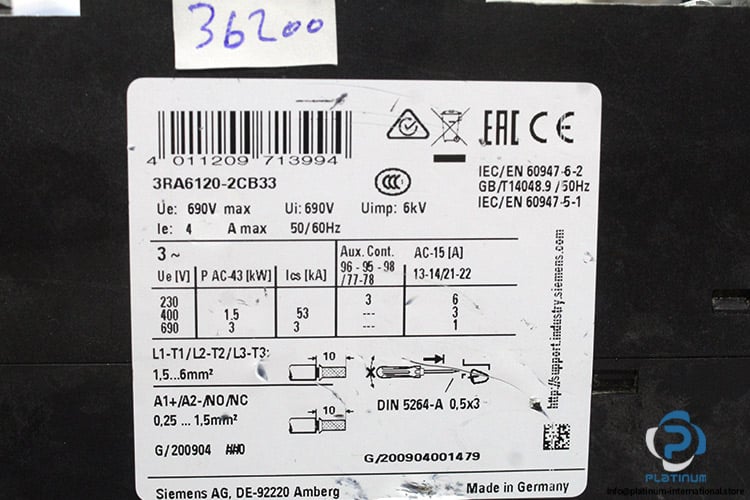 36200
4 011209 713994
EAC CE
3RA6120-2CB33
CCC
IEC/EN 60947-6-2
GB/T14048.9 /50Hz
IEC/EN 60947-5-1
Ue: 690V max Ui: 690V Uimp: 6kV
Ie: 4 A max 50/60Hz
3 ~ Aux. Cont. AC-15 [A]
Ue [V] P AC-43 [kW] Ics [kA] 96 - 95 - 98 13-14/21-22
/77-78
230 3 6
400 1.5 53 --- 3
690 3 3 --- 1
L1-T1/L2-T2/L3-T3: 10
1,5...6mm²
A1+/A2-/NO/NC 10 DIN 5264-A 0,5x3
0,25 ... 1,5mm²
G/200904
G/200904001479
Siemens AG, DE-92220 Amberg Made in Germany
http://support.industry.siemens.com
PLATINUM
info@platinum-international.store